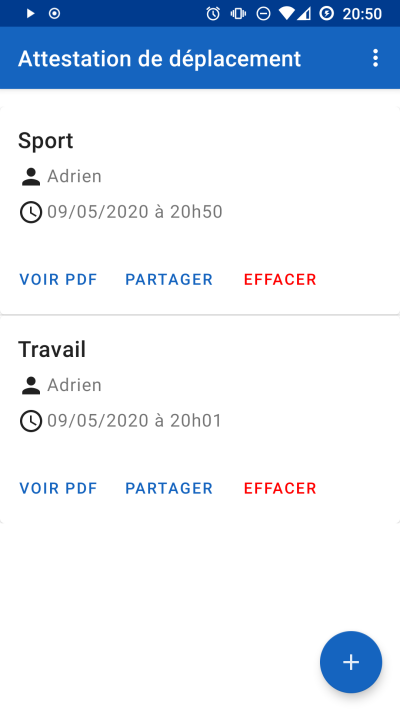 20:50
Attestation de déplacement
Sport
Adrien
09/05/2020 à 20h50
VOIR PDF PARTAGER EFFACER
Travail
Adrien
09/05/2020 à 20h01
VOIR PDF PARTAGER EFFACER